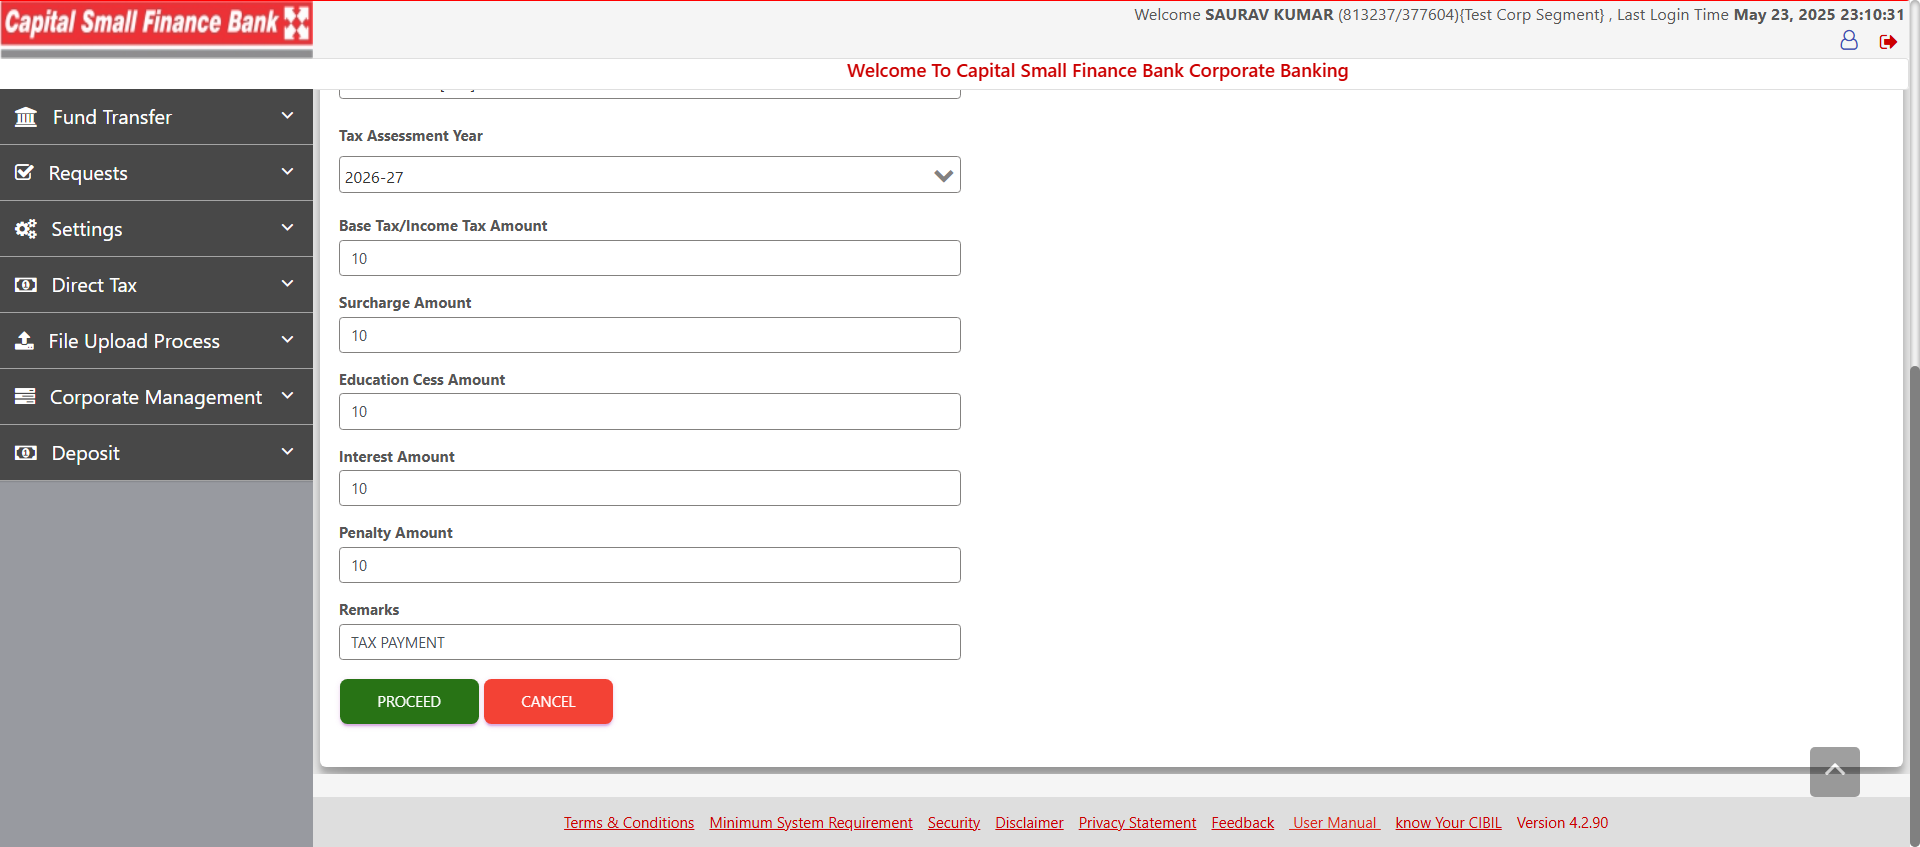 Capital Small Finance Bank
Welcome SAURAV KUMAR (813237/377604){Test Corp Segment} , Last Login Time May 23, 2025 23:10:31
Welcome To Capital Small Finance Bank Corporate Banking
Fund Transfer
Requests
Settings
Direct Tax
File Upload Process
Corporate Management
Deposit
Tax Assessment Year
2026-27
Base Tax/Income Tax Amount
10
Surcharge Amount
10
Education Cess Amount
10
Interest Amount
10
Penalty Amount
10
Remarks
TAX PAYMENT
PROCEED CANCEL
Terms & Conditions Minimum System Requirement Security Disclaimer Privacy Statement Feedback User Manual know Your CIBIL Version 4.2.90